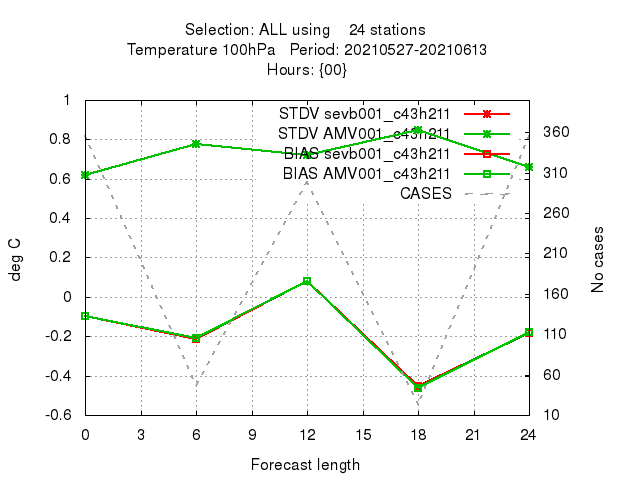 Selection: ALL using    24 stations
Temperature 100hPa   Period: 20210527-20210613
Hours: {00}
STDV sevb001_c43h211
STDV AMV001_c43h211
BIAS sevb001_c43h211
BIAS AMV001_c43h211
CASES
deg C
1
0.8
0.6
0.4
0.2
0
-0.2
-0.4
-0.6
No cases
360
310
260
210
160
110
60
10
0 3 6 9 12 15 18 21 24
Forecast length